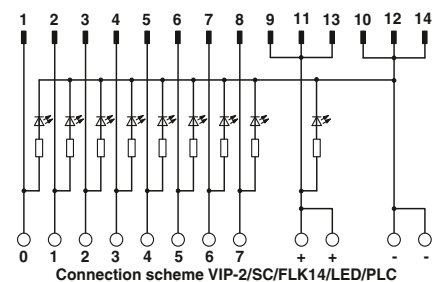 1 2 3 4 5 6 7 8 9 11 13 10 12 14
0 1 2 3 4 5 6 7 + + - -
Connection scheme VIP-2/SC/FLK14/LED/PLC